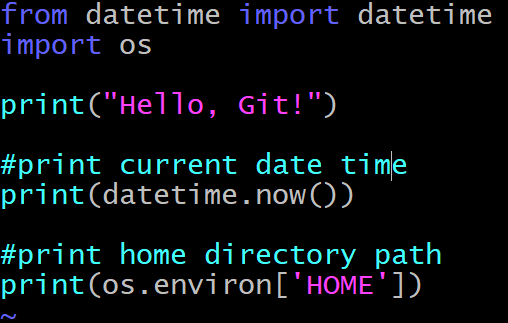 from datetime import datetime
import os
print("Hello, Git!")
#print current date time
print(datetime.now())
#print home directory path
print(os.environ['HOME'])
~